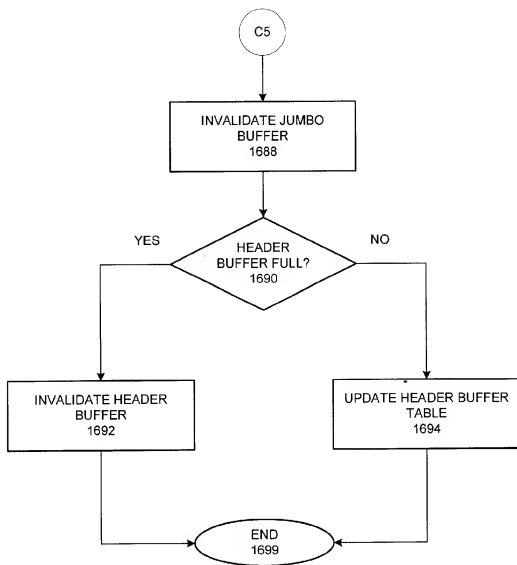 C5
INVALIDATE JUMBO
BUFFER
1688
YES
HEADER
BUFFER FULL?
1690
NO
INVALIDATE HEADER
BUFFER
1692
UPDATE HEADER BUFFER
TABLE
1694
END
1699